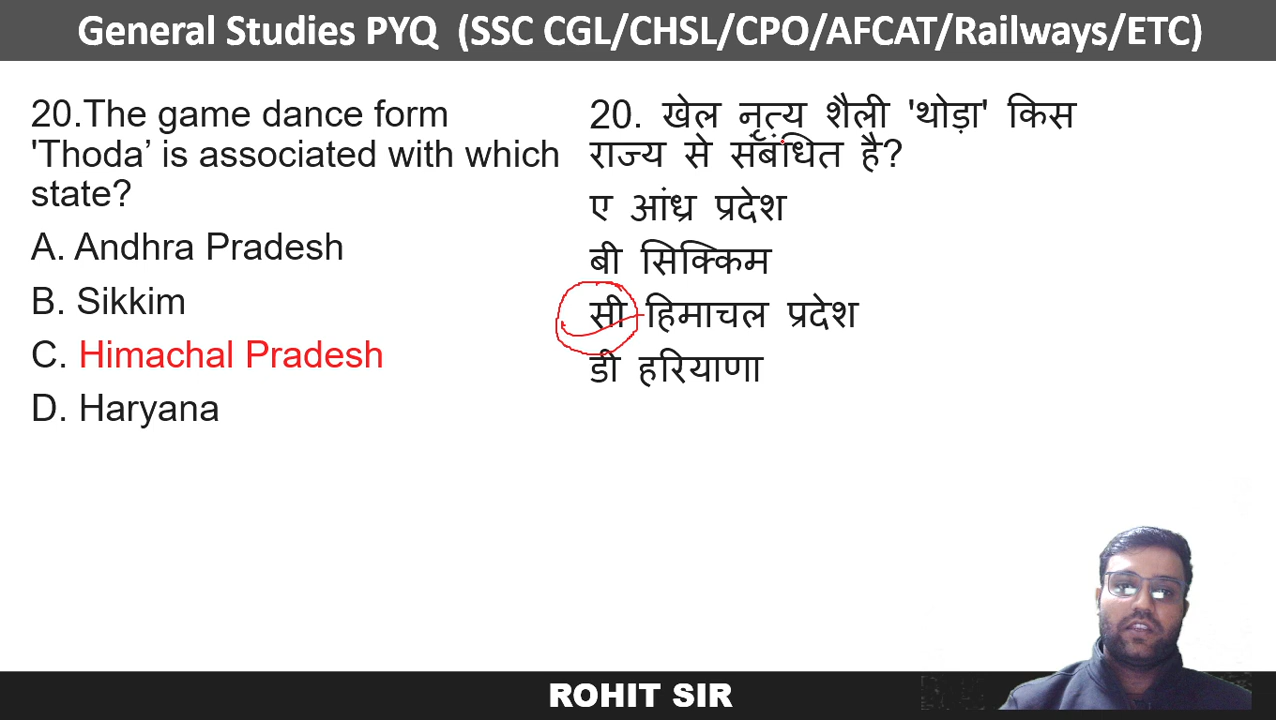 General Studies PYQ (SSC CGL/CHSL/CPO/AFCAT/Railways/ETC)
20.The game dance form
'Thoda’ is associated with which
state?
A. Andhra Pradesh
B. Sikkim
C. Himachal Pradesh
D. Haryana
20. खेल नृत्य शैली 'थोड़ा' किस
राज्य से संबंधित है?
ए आंध्र प्रदेश
बी सिक्किम
सी हिमाचल प्रदेश
डी हरियाणा
ROHIT SIR